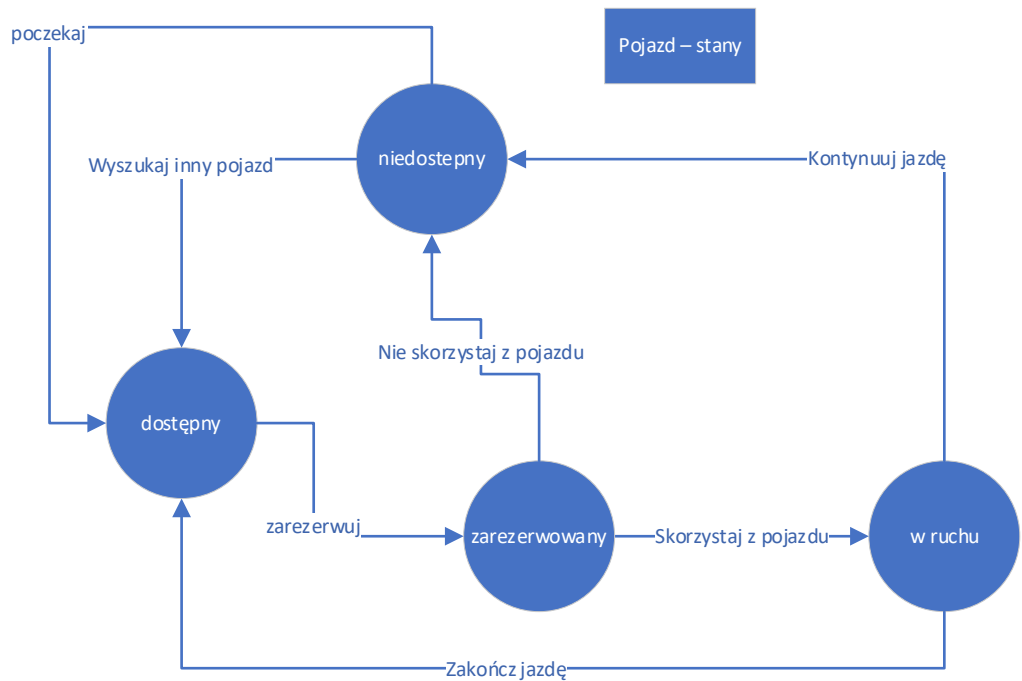 poczekaj
Pojazd – stany
niedostepny
Wyszukaj inny pojazd
Kontynuuj jazdę
Nie skorzystaj z pojazdu
dostępny
zarezerwuj
zarezerwowany
Skorzystaj z pojazdu
w ruchu
Zakończ jazdę